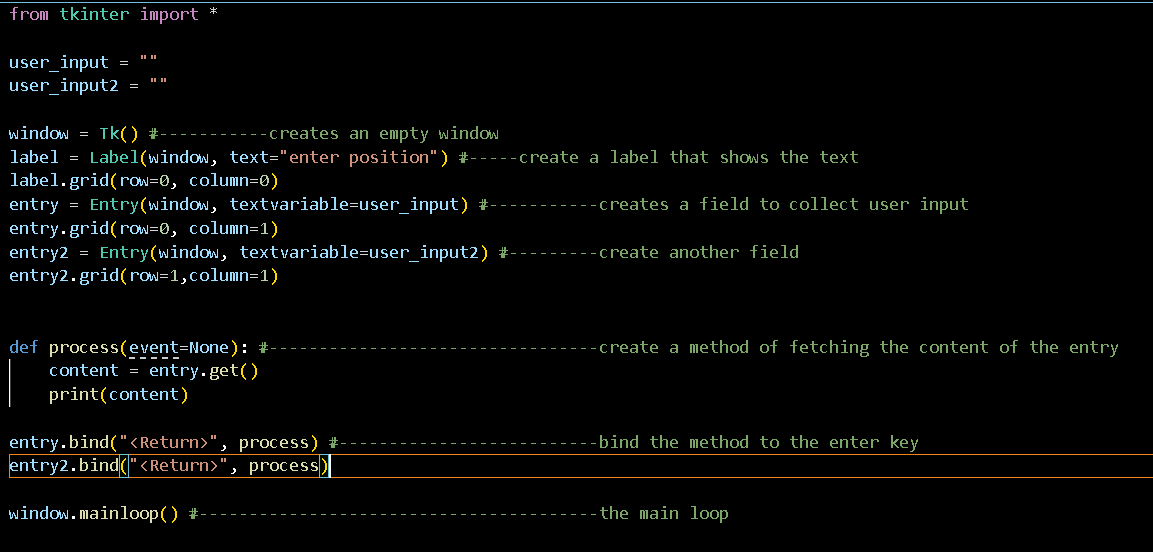 from tkinter import *
user_input = ""
user_input2 = ""
window = Tk() #-----------creates an empty window
label = Label(window, text="enter position") #-----create a label that shows the text
label.grid(row=0, column=0)
entry = Entry(window, textvariable=user_input) #-----------creates a field to collect user input
entry.grid(row=0, column=1)
entry2 = Entry(window, textvariable=user_input2) #---------create another field
entry2.grid(row=1,column=1)
def process(event=None): #---------------------------------create a method of fetching the content of the entry
    content = entry.get()
    print(content)
entry.bind("<Return>", process) #--------------------------bind the method to the enter key
entry2.bind("<Return>", process)
window.mainloop() #----------------------------------------the main loop